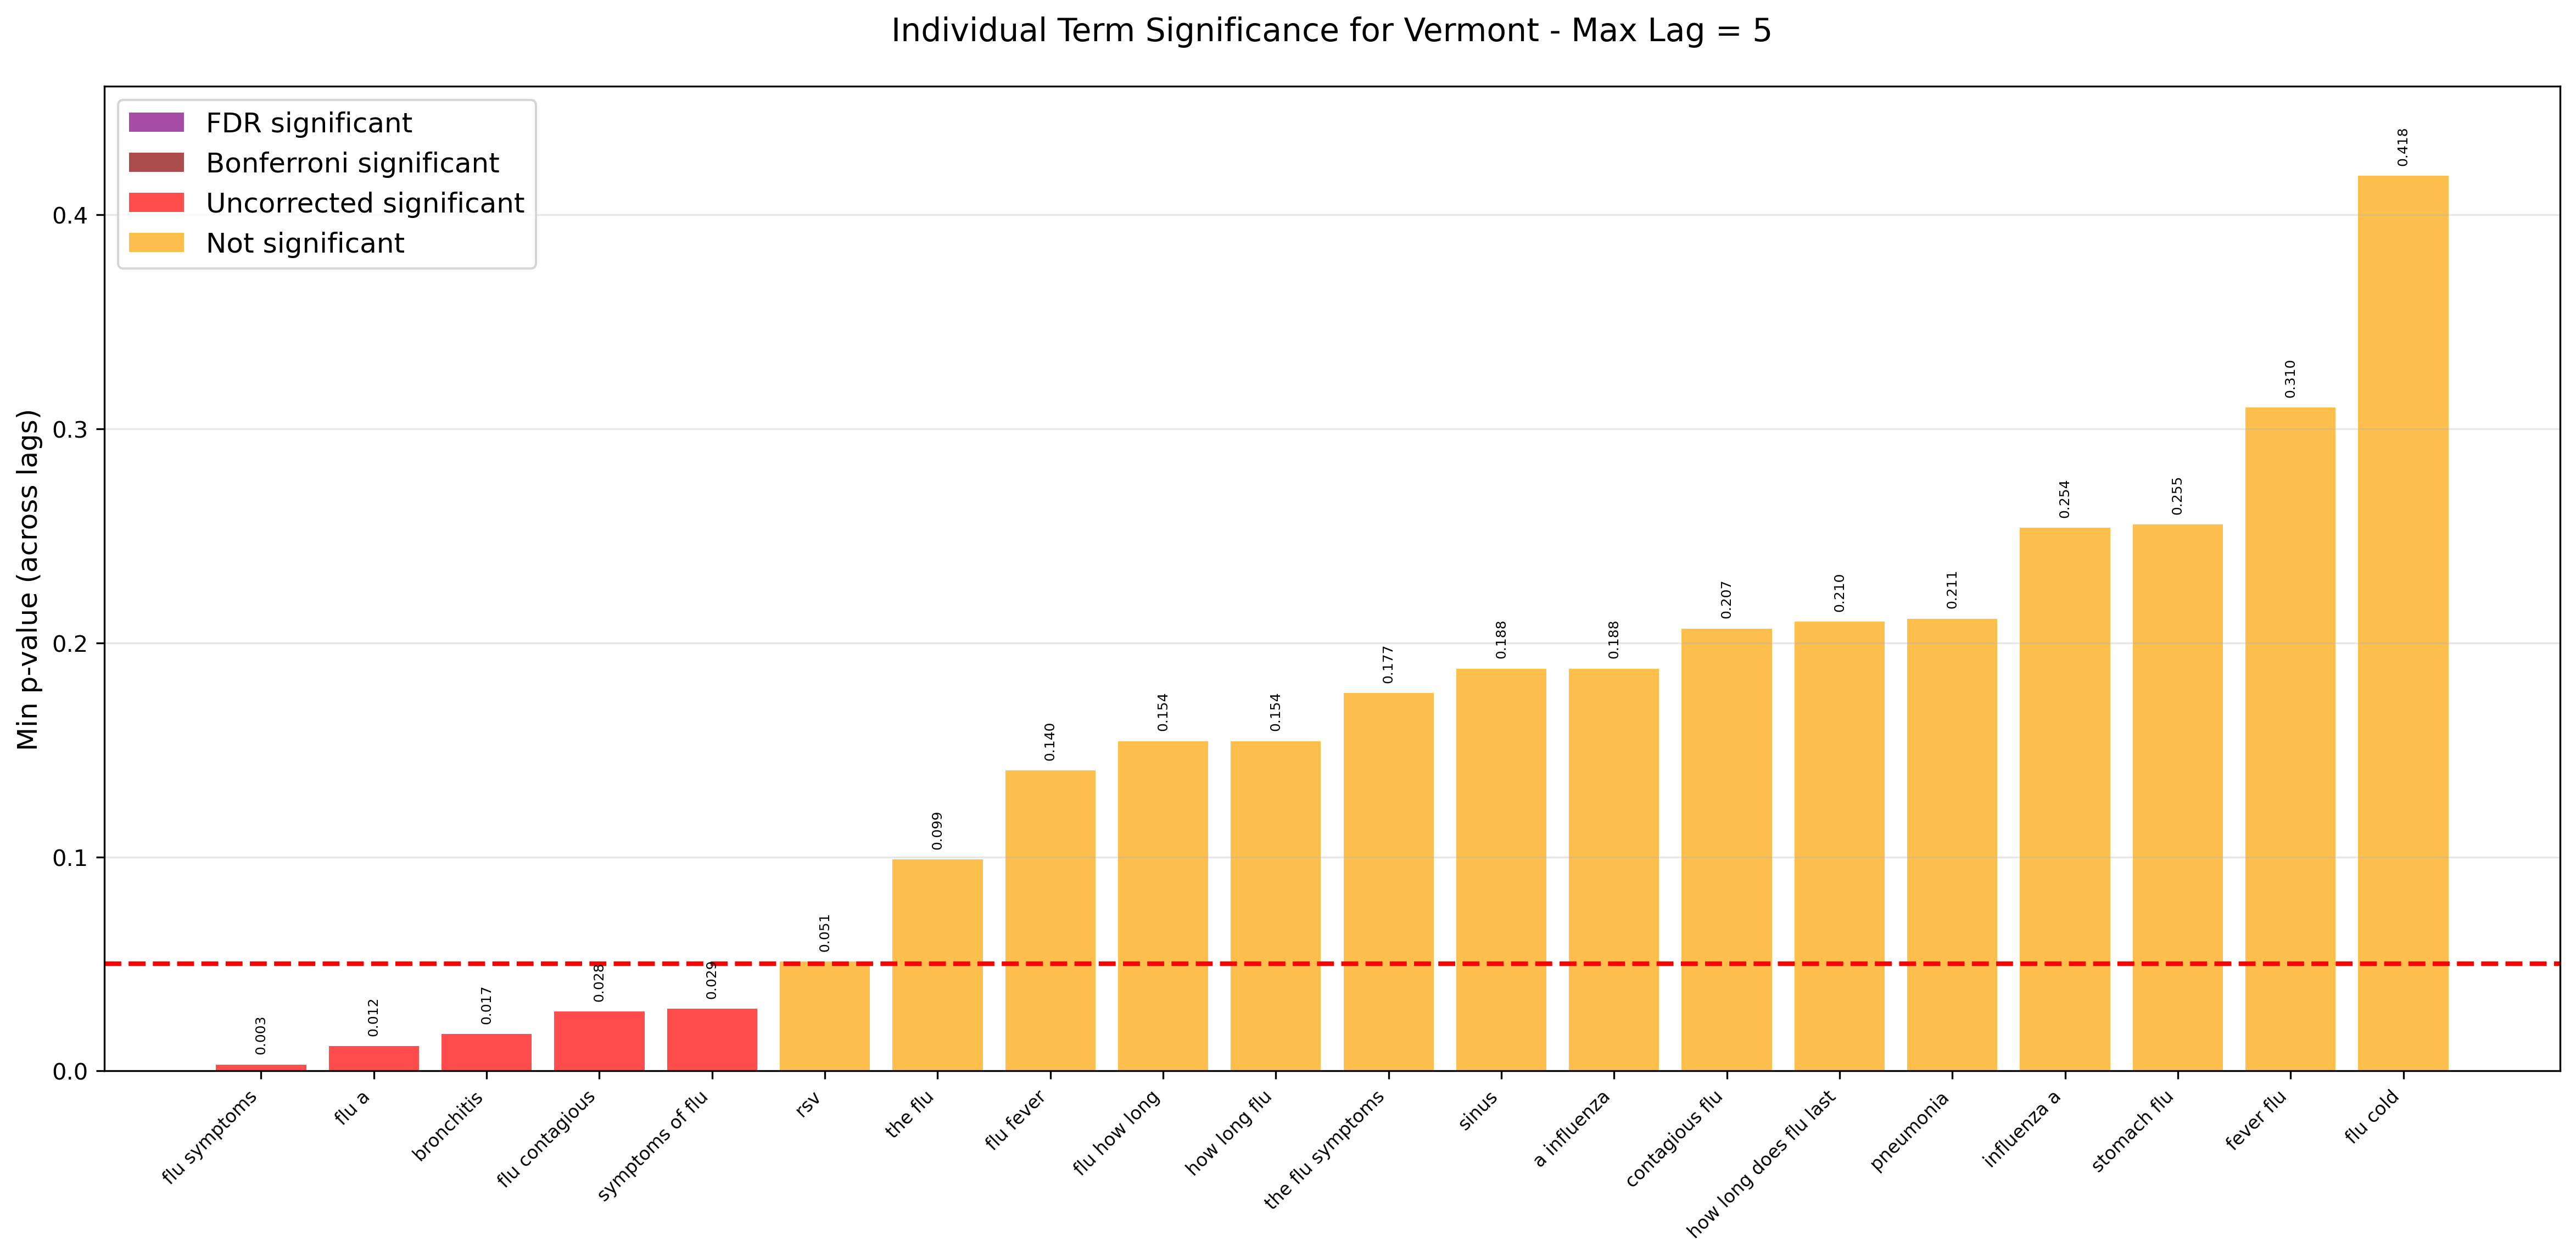 Individual Term Significance for Vermont - Max Lag = 5
FDR significant
Bonferroni significant
Uncorrected significant
Not significant
Min p-value (across lags)
0.4
0.3
0.2
0.1
0.0
0.003
0.012
0.017
0.028
0.029
0.051
0.099
0.140
0.154
0.154
0.177
0.188
0.188
0.207
0.210
0.211
0.254
0.255
0.310
0.418
flu symptoms
flu a
bronchitis
flu contagious
symptoms of flu
rsv
the flu
flu fever
flu how long
how long flu
the flu symptoms
sinus
a influenza
contagious flu
how long does flu last
pneumonia
influenza a
stomach flu
fever flu
flu cold